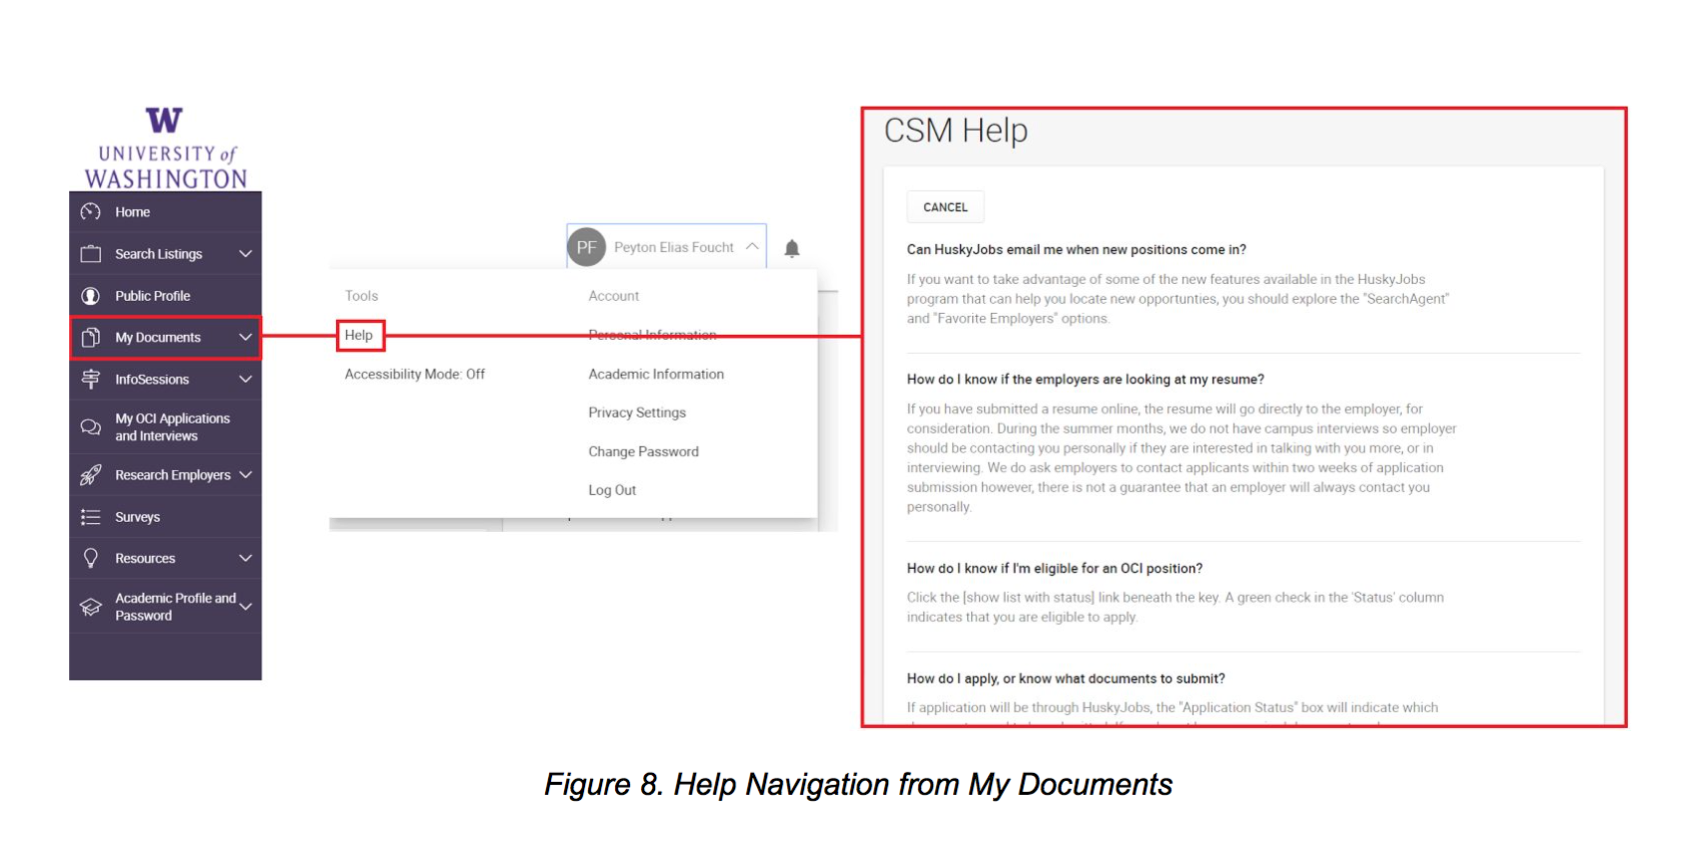 W
UNIVERSITY of
WASHINGTON
Home
Search Listings
Public Profile
My Documents
InfoSessions
My OCI Applications
and Interviews
Research Employers
Surveys
Resources
Academic Profile and
Password
PF Peyton Elias Foucht
Tools
Help
Accessibility Mode: Off
Account
Personal Information
Academic Information
Privacy Settings
Change Password
Log Out
CSM Help
CANCEL
Can HuskyJobs email me when new positions come in?
If you want to take advantage of some of the new features available in the HuskyJobs
program that can help you locate new opportunties, you should explore the "SearchAgent"
and "Favorite Employers" options.
How do I know if the employers are looking at my resume?
If you have submitted a resume online, the resume will go directly to the employer, for
consideration. During the summer months, we do not have campus interviews so employer
should be contacting you personally if they are interested in talking with you more, or in
interviewing. We do ask employers to contact applicants within two weeks of application
submission however, there is not a guarantee that an employer will always contact you
personally.
How do I know if I'm eligible for an OCI position?
Click the [show list with status] link beneath the key. A green check in the 'Status' column
indicates that you are eligible to apply.
How do I apply, or know what documents to submit?
If application will be through HuskyJobs, the "Application Status" box will indicate which
Figure 8. Help Navigation from My Documents